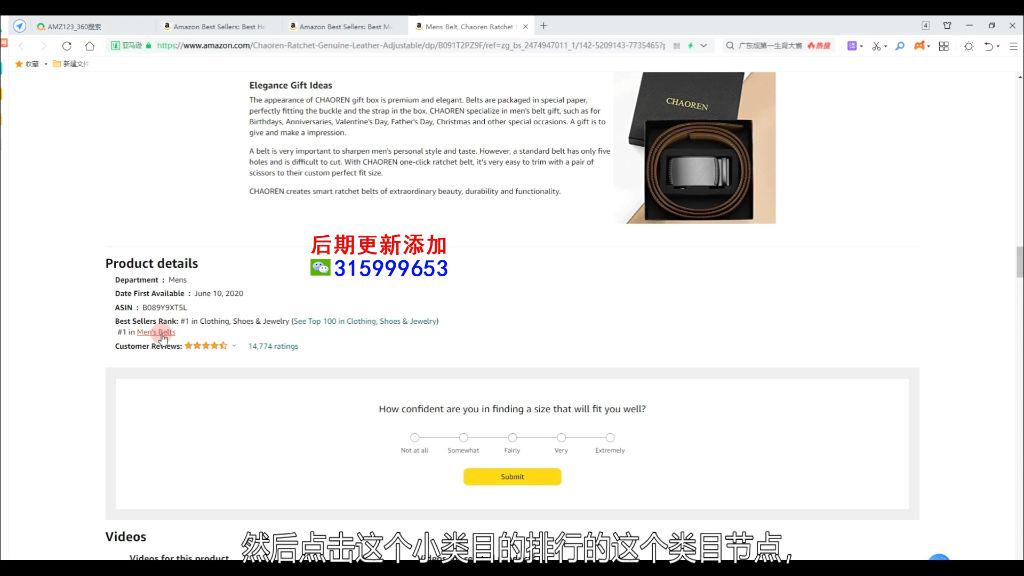 AMZ123_360搜索
Amazon Best Sellers: Best He
Amazon Best Sellers: Best Me
Mens Belt, Chaoren Ratchet
4
亚马逊
https://www.amazon.com/Chaoren-Ratchet-Genuine-Leather-Adjustable/dp/B091T2PZ9F/ref=zg_bs_2474947011_1/142-5209143-7735465?p
热搜
收藏
新建文件
Elegance Gift Ideas
The appearance of CHAOREN gift box is premium and elegant. Belts are packaged in special paper,
perfectly fitting the buckle and the strap in the box. CHAOREN specialize in men's belt gift, such as for
Birthdays, Anniversaries, Valentine's Day, Father's Day, Christmas and other special occasions. A gift is to
give and make a impression.
A belt is very important to sharpen men's personal style and taste. However, a standard belt has only five
holes and is difficult to cut. With CHAOREN one-click ratchet belt, it's very easy to trim with a pair of
scissors to their custom perfect fit size.
CHAOREN creates smart ratchet belts of extraordinary beauty, durability and functionality.
CHAOREN
后期更新添加
315999653
Product details
Department : Mens
Date First Available : June 10, 2020
ASIN : B089Y9XT5L
Best Sellers Rank: #1 in Clothing, Shoes & Jewelry (See Top 100 in Clothing, Shoes & Jewelry)
#1 in Men's Belts
Customer Reviews: 14,774 ratings
How confident are you in finding a size that will fit you well?
Not at all Somewhat Fairly Very Extremely
Submit
Videos
Videos for this product
然后点击这个小类目的排行的这个类目节点,